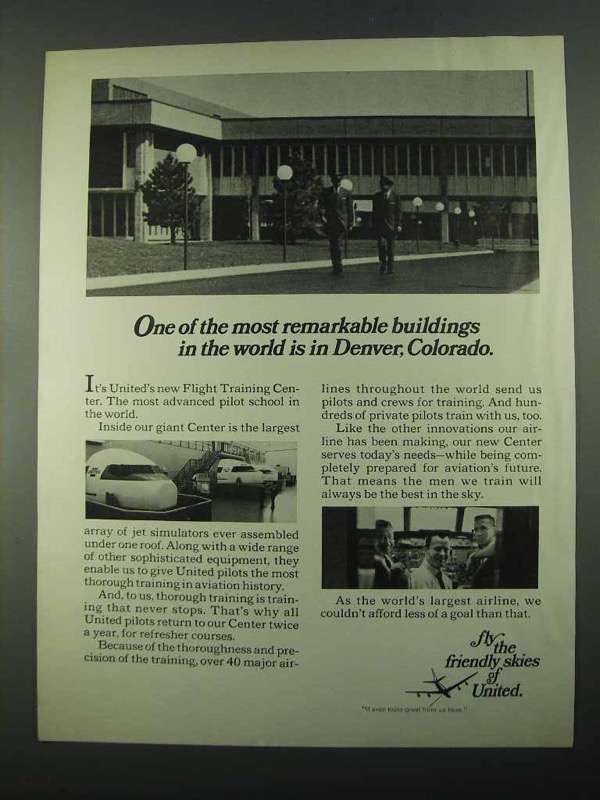 One of the most remarkable buildings
in the world is in Denver, Colorado.
It's United's new Flight Training Cen-
ter. The most advanced pilot school in
the world.
Inside our giant Center is the largest
array of jet simulators ever assembled
under one roof. Along with a wide range
of other sophisticated equipment, they
enable us to give United pilots the most
thorough training in aviation history.
And, to us, thorough training is train-
ing that never stops. That's why all
United pilots return to our Center twice
a year, for refresher courses.
Because of the thoroughness and pre-
cision of the training, over 40 major air-
lines throughout the world send us
pilots and crews for training. And hun-
dreds of private pilots train with us, too.
Like the other innovations our air-
line has been making, our new Center
serves today's needs—while being com-
pletely prepared for aviation's future.
That means the men we train will
always be the best in the sky.
As the world's largest airline, we
couldn't afford less of a goal than that.
fly
the
friendly skies
of
United.
from us here."